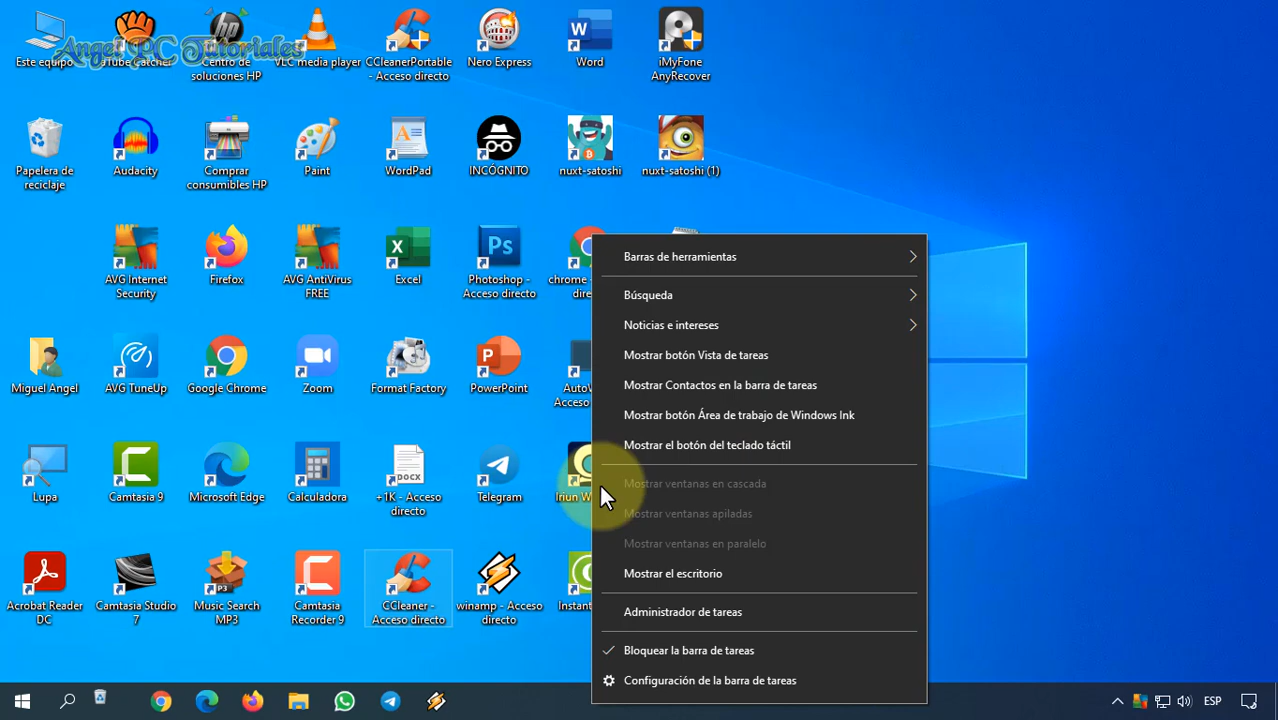 Angel PC Tutoriales
Este equipo
aTube Catcher
Centro de
soluciones HP
VLC media player
CCleanerPortable
- Acceso directo
Nero Express
Word
iMyFone
AnyRecover
Papelera de
reciclaje
Audacity
Comprar
consumibles HP
Paint
WordPad
INCÓGNITO
nuxt-satoshi
nuxt-satoshi (1)
AVG Internet
Security
Firefox
AVG AntiVirus
FREE
Excel
Photoshop -
Acceso directo
chrome -
dire
Miguel Angel
AVG TuneUp
Google Chrome
Zoom
Format Factory
PowerPoint
AutoW
Acceso
Lupa
Camtasia 9
Microsoft Edge
Calculadora
DOCX
+1K - Acceso
directo
Telegram
Iriun W
Acrobat Reader
DC
Camtasia Studio
7
P3
Music Search
MP3
Camtasia
Recorder 9
CCleaner -
Acceso directo
winamp - Acceso
directo
Instant
Barras de herramientas
Búsqueda
Noticias e intereses
Mostrar botón Vista de tareas
Mostrar Contactos en la barra de tareas
Mostrar botón Área de trabajo de Windows Ink
Mostrar el botón del teclado táctil
Mostrar ventanas en cascada
Mostrar ventanas apiladas
Mostrar ventanas en paralelo
Mostrar el escritorio
Administrador de tareas
Bloquear la barra de tareas
Configuración de la barra de tareas
ESP